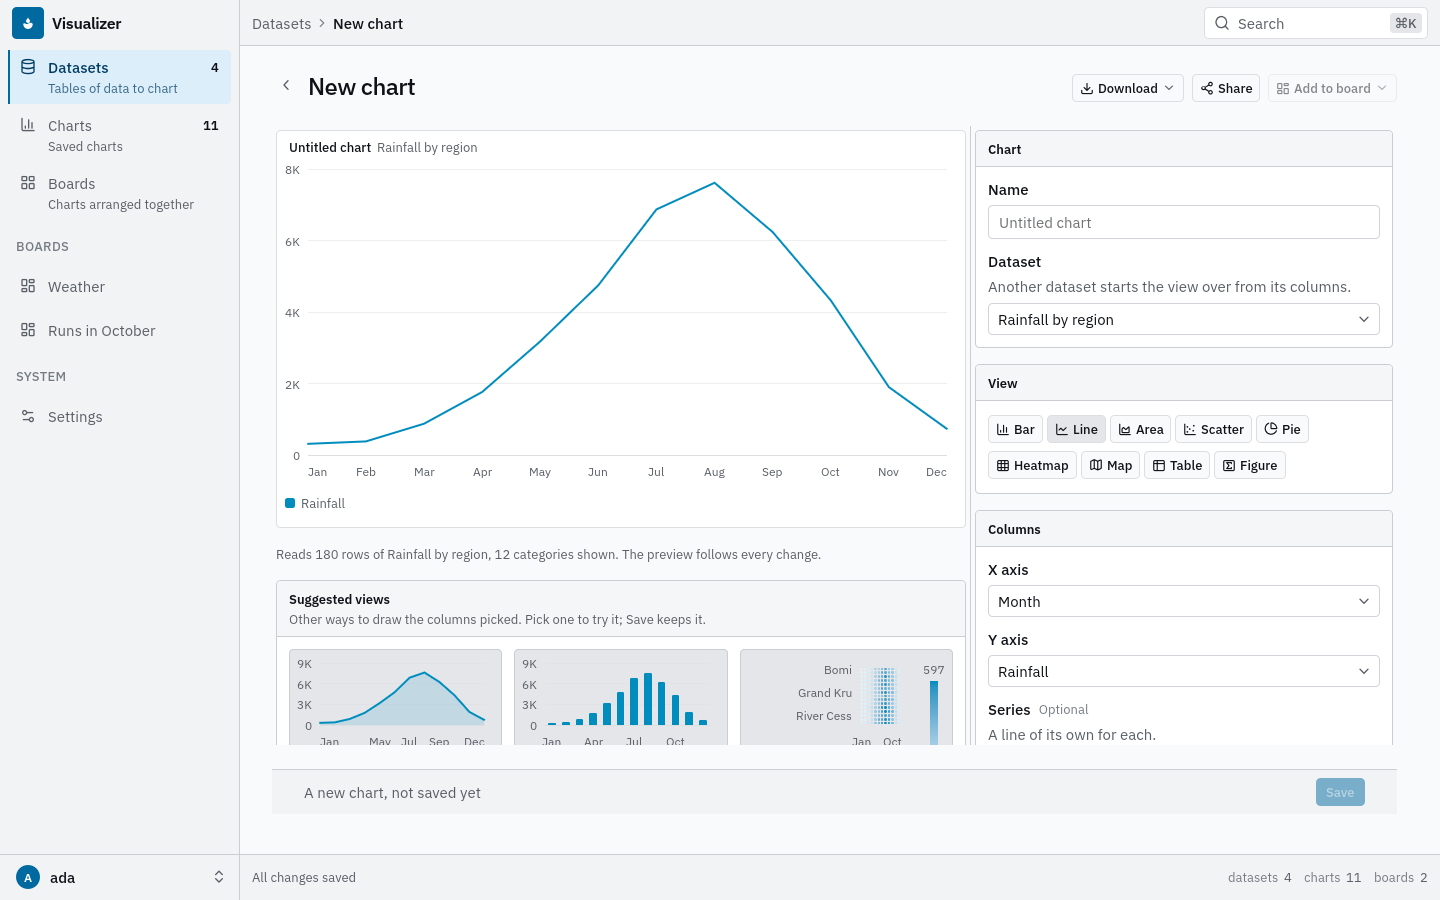 Visualizer
Datasets 4
Tables of data to chart
Charts 11
Saved charts
Boards
Charts arranged together
BOARDS
Weather
Runs in October
SYSTEM
Settings
A ada
Datasets > New chart
Search ⌘K
New chart
Download
Share
Add to board
Untitled chart Rainfall by region
8K
6K
4K
2K
0
Jan Feb Mar Apr May Jun Jul Aug Sep Oct Nov Dec
Rainfall
Reads 180 rows of Rainfall by region, 12 categories shown. The preview follows every change.
Suggested views
Other ways to draw the columns picked. Pick one to try it; Save keeps it.
9K
6K
3K
0
Jan May Jul Sep Dec
9K
6K
3K
0
Jan Apr Jul Oct
Bomi
Grand Kru
River Cess
Jan Oct
597
Chart
Name
Untitled chart
Dataset
Another dataset starts the view over from its columns.
Rainfall by region
View
Bar Line Area Scatter Pie
Heatmap Map Table Figure
Columns
X axis
Month
Y axis
Rainfall
Series Optional
A line of its own for each.
A new chart, not saved yet
Save
All changes saved
datasets 4 charts 11 boards 2